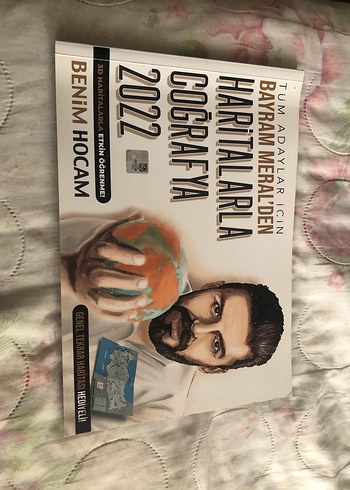 TÜM ADAYLAR İÇİN
BAYRAM MERAL'DEN
HARİTALARLA
COĞRAFYA
2022
3D HARİTALARLA ETKİN ÖĞRENME!
BENİM HOCAM
GENEL TEKRAR HARİTASI HEDİYELİ!